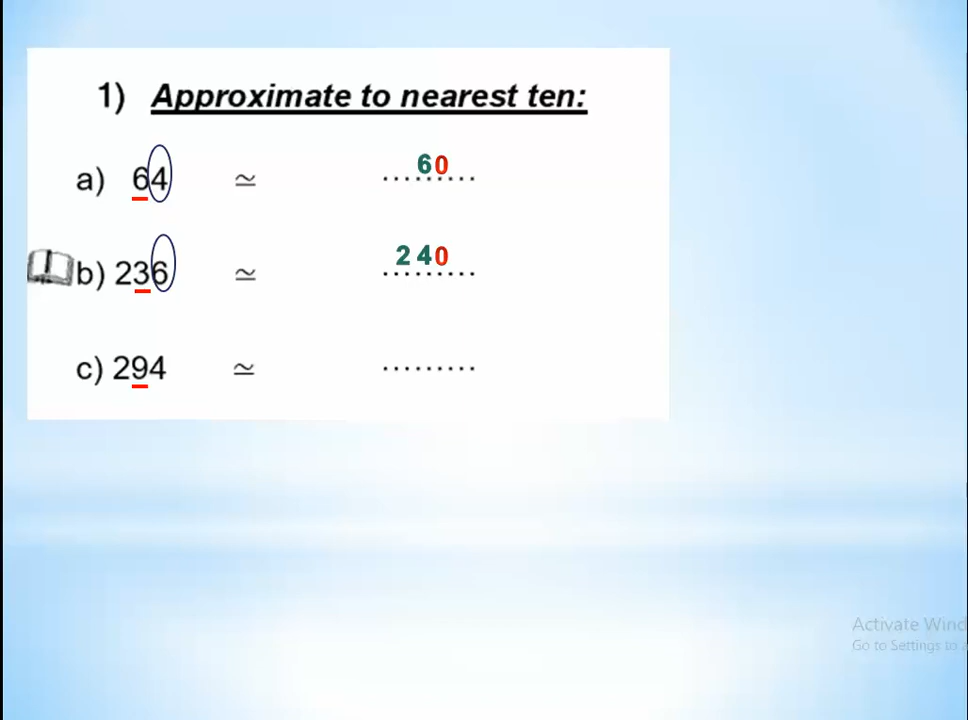 1) Approximate to nearest ten:
a) 64 ≃ ......... 60
b) 236 ≃ ......... 240
c) 294 ≃ .........
Activate Wind
Go to Settings to a